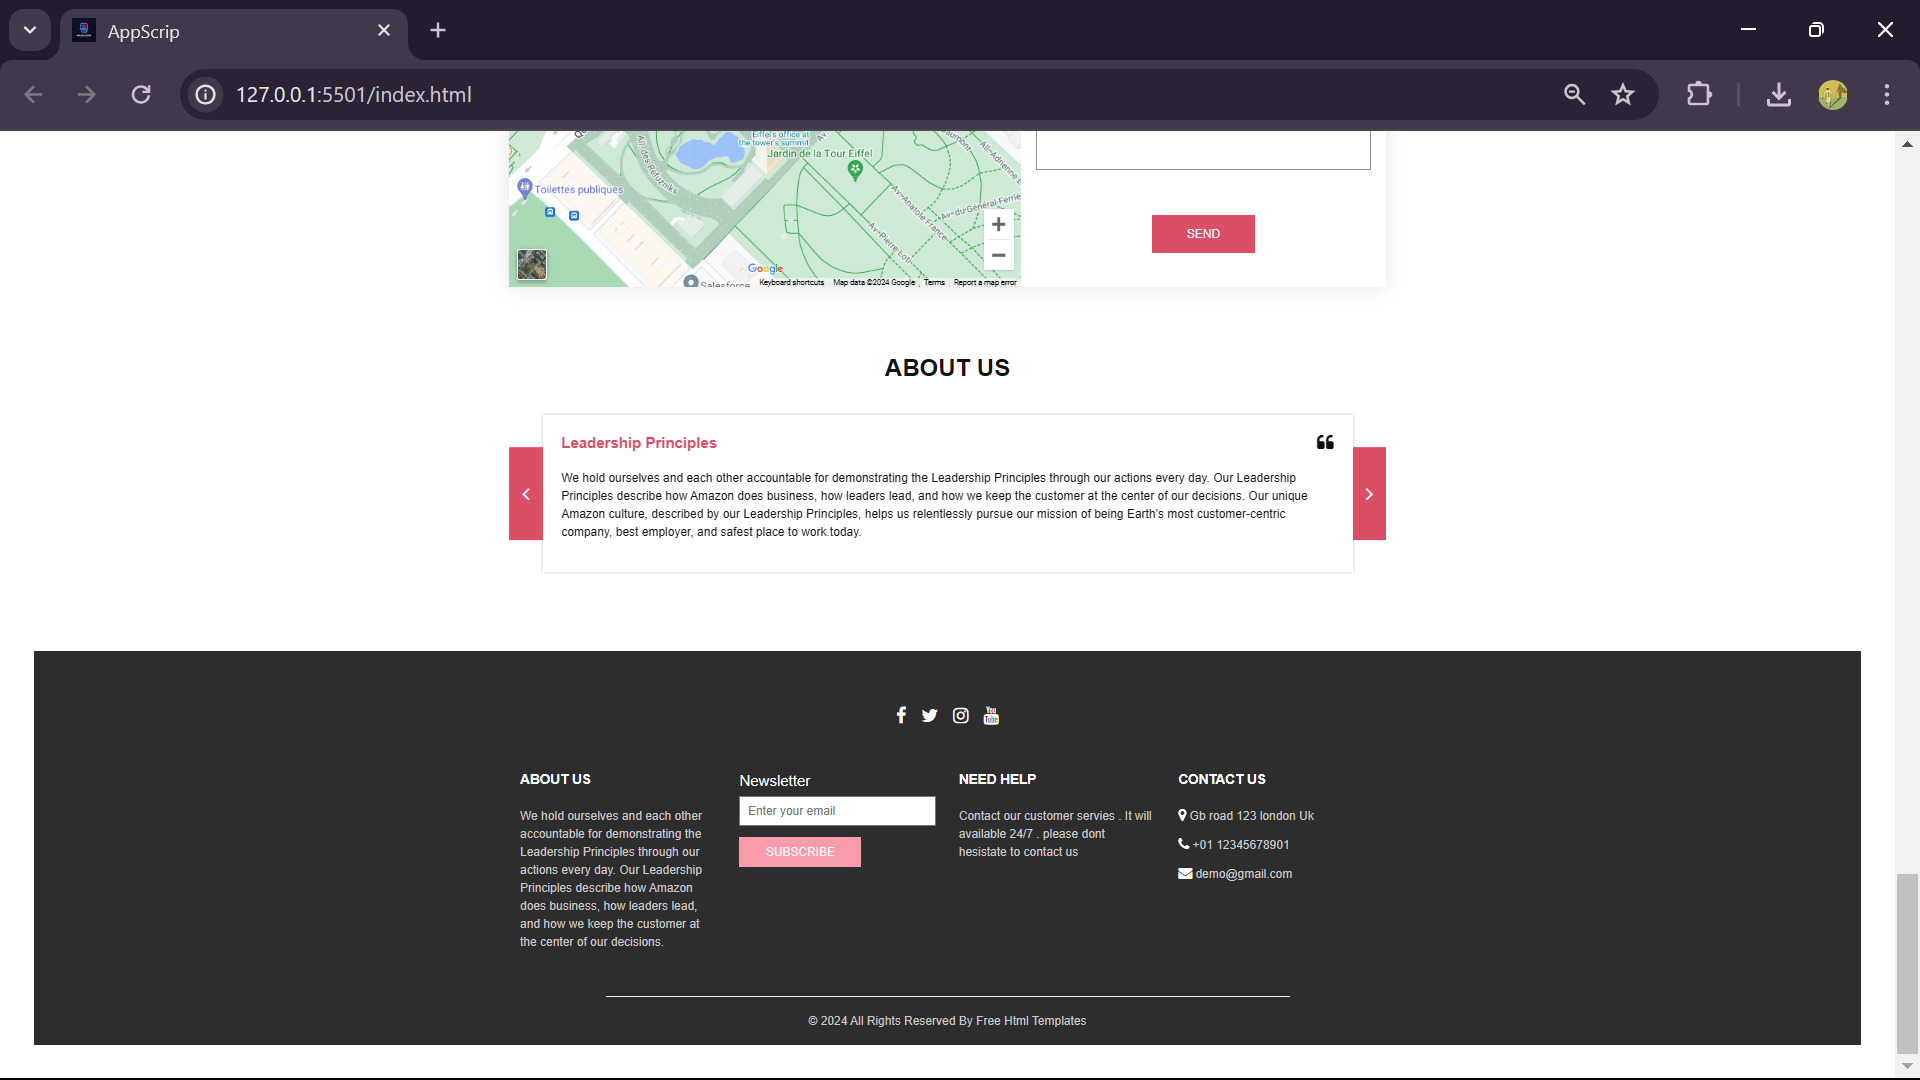 AppScrip
127.0.0.1:5501/index.html
Eiffel's office at
the tower's summit
Jardin de la Tour Eiffel
All. des Refuzniks
Toilettes publiques
Av. Anatole France
Av. du Général Ferrié
Av. Pierre Loti
Google
Salesforce
Keyboard shortcuts Map data ©2024 Google Terms Report a map error
SEND
ABOUT US
Leadership Principles
We hold ourselves and each other accountable for demonstrating the Leadership Principles through our actions every day. Our Leadership
Principles describe how Amazon does business, how leaders lead, and how we keep the customer at the center of our decisions. Our unique
Amazon culture, described by our Leadership Principles, helps us relentlessly pursue our mission of being Earth's most customer-centric
company, best employer, and safest place to work.today.
You
Tube
ABOUT US
We hold ourselves and each other
accountable for demonstrating the
Leadership Principles through our
actions every day. Our Leadership
Principles describe how Amazon
does business, how leaders lead,
and how we keep the customer at
the center of our decisions.
Newsletter
Enter your email
SUBSCRIBE
NEED HELP
Contact our customer servies . It will
available 24/7 . please dont
hesistate to contact us
CONTACT US
Gb road 123 london Uk
+01 12345678901
demo@gmail.com
© 2024 All Rights Reserved By Free Html Templates